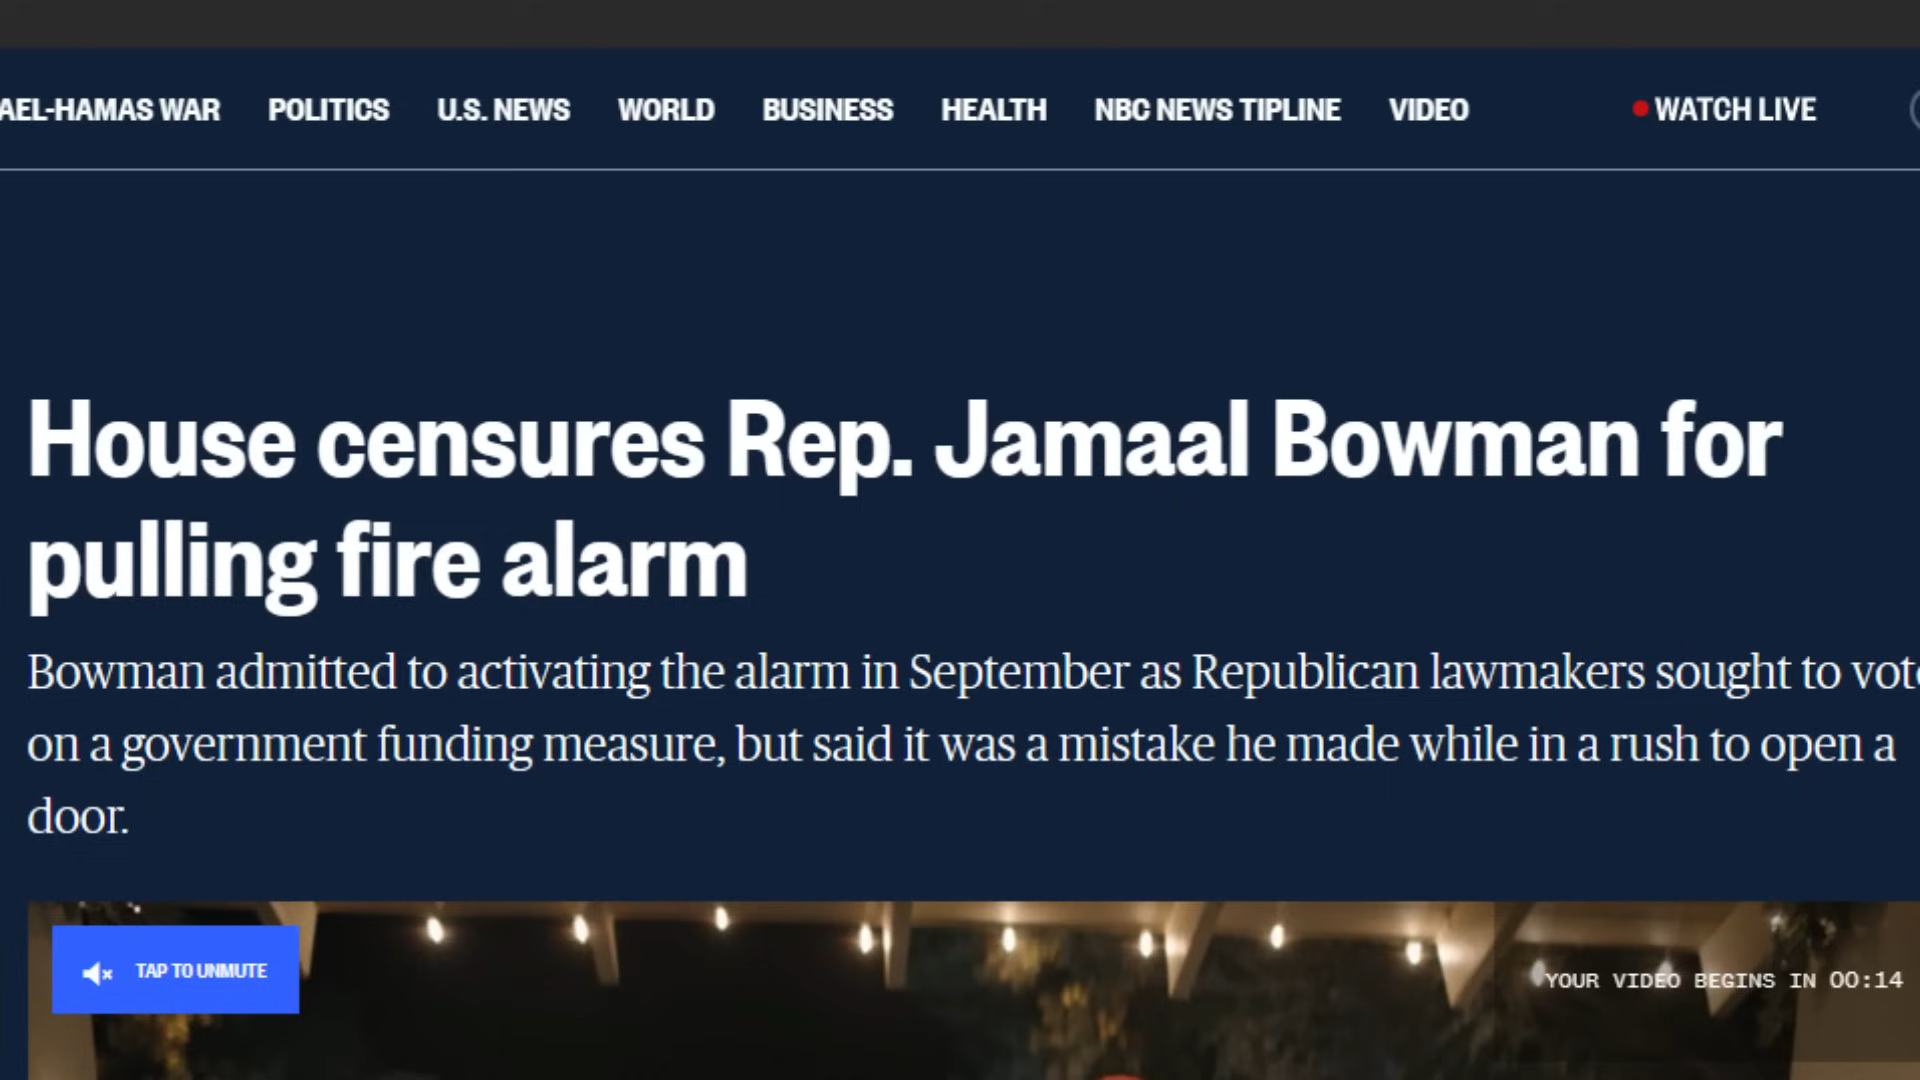 AEL-HAMAS WAR POLITICS U.S. NEWS WORLD BUSINESS HEALTH NBC NEWS TIPLINE VIDEO WATCH LIVE
House censures Rep. Jamaal Bowman for
pulling fire alarm
Bowman admitted to activating the alarm in September as Republican lawmakers sought to vote
on a government funding measure, but said it was a mistake he made while in a rush to open a
door.
TAP TO UNMUTE
YOUR VIDEO BEGINS IN 00:14